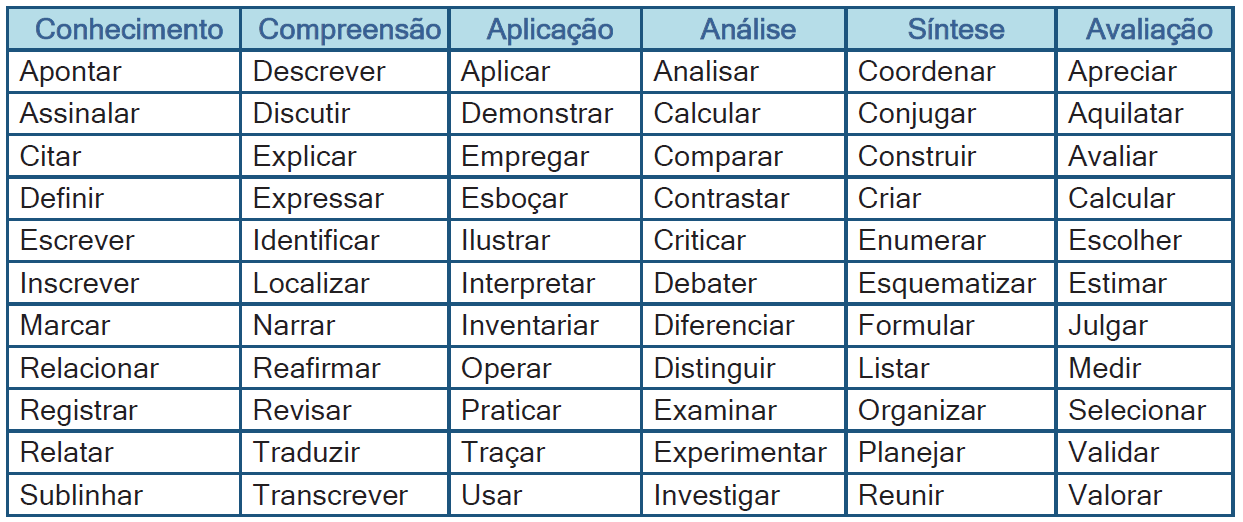 Conhecimento Compreensão Aplicação Análise Síntese Avaliação
Apontar Descrever Aplicar Analisar Coordenar Apreciar
Assinalar Discutir Demonstrar Calcular Conjugar Aquilatar
Citar Explicar Empregar Comparar Construir Avaliar
Definir Expressar Esboçar Contrastar Criar Calcular
Escrever Identificar Ilustrar Criticar Enumerar Escolher
Inscrever Localizar Interpretar Debater Esquematizar Estimar
Marcar Narrar Inventariar Diferenciar Formular Julgar
Relacionar Reafirmar Operar Distinguir Listar Medir
Registrar Revisar Praticar Examinar Organizar Selecionar
Relatar Traduzir Traçar Experimentar Planejar Validar
Sublinhar Transcrever Usar Investigar Reunir Valorar